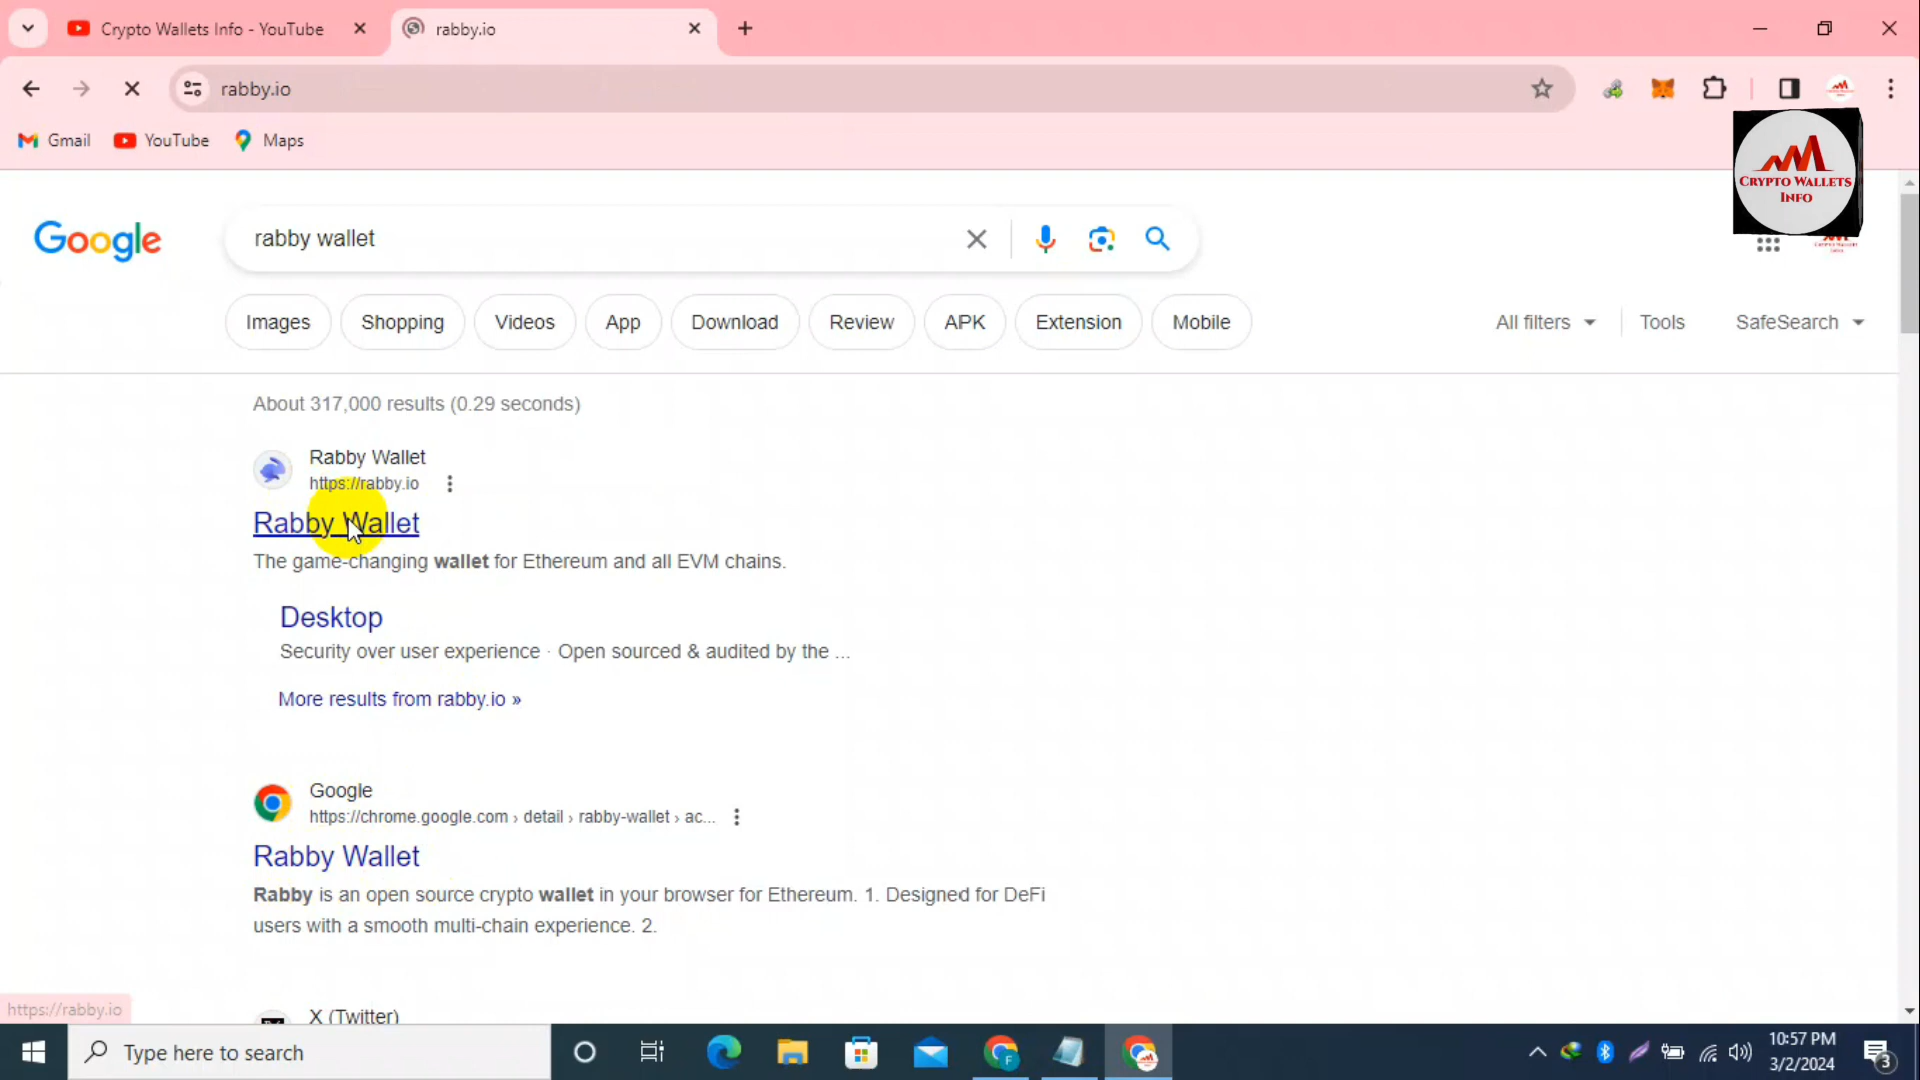 Crypto Wallets Info - YouTube
rabby.io
rabby.io
Gmail
YouTube
Maps
CRYPTO WALLETS
INFO
Google
rabby wallet
Images
Shopping
Videos
App
Download
Review
APK
Extension
Mobile
All filters
Tools
SafeSearch
About 317,000 results (0.29 seconds)
Rabby Wallet
https://rabby.io
Rabby Wallet
The game-changing wallet for Ethereum and all EVM chains.
Desktop
Security over user experience · Open sourced & audited by the ...
More results from rabby.io »
Google
https://chrome.google.com › detail › rabby-wallet › ac...
Rabby Wallet
Rabby is an open source crypto wallet in your browser for Ethereum. 1. Designed for DeFi
users with a smooth multi-chain experience. 2.
X (Twitter)
https://rabby.io
Type here to search
F
10:57 PM
3/2/2024
3